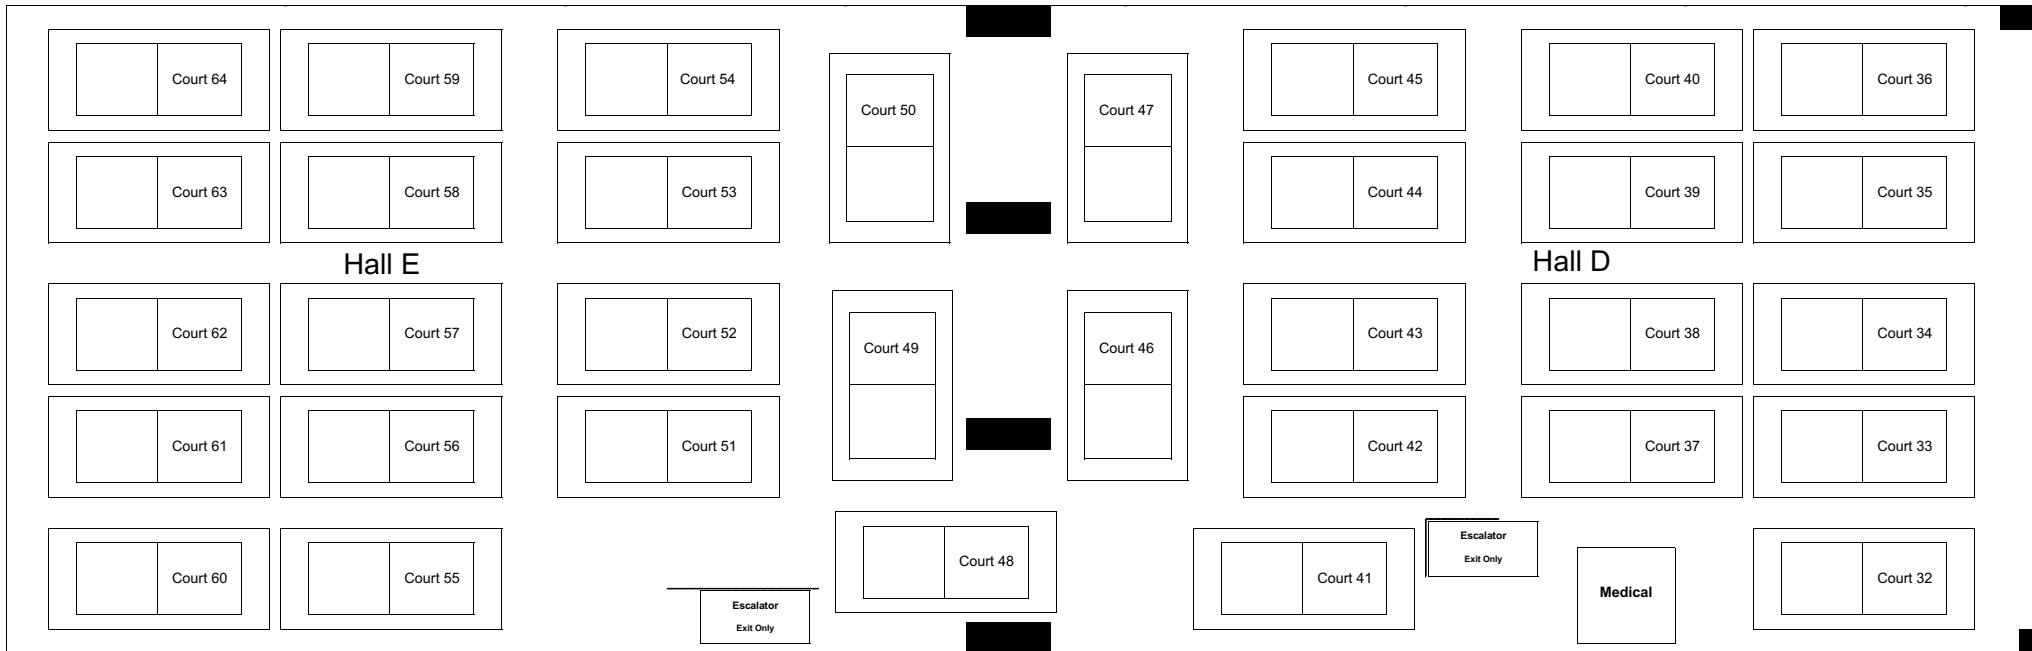 Court 64
Court 59
Court 54
Court 50
Court 47
Court 45
Court 40
Court 36
Court 63
Court 58
Court 53
Court 44
Court 39
Court 35
Hall E
Hall D
Court 62
Court 57
Court 52
Court 49
Court 46
Court 43
Court 38
Court 34
Court 61
Court 56
Court 51
Court 42
Court 37
Court 33
Court 60
Court 55
Escalator
Exit Only
Court 48
Court 41
Escalator
Exit Only
Medical
Court 32